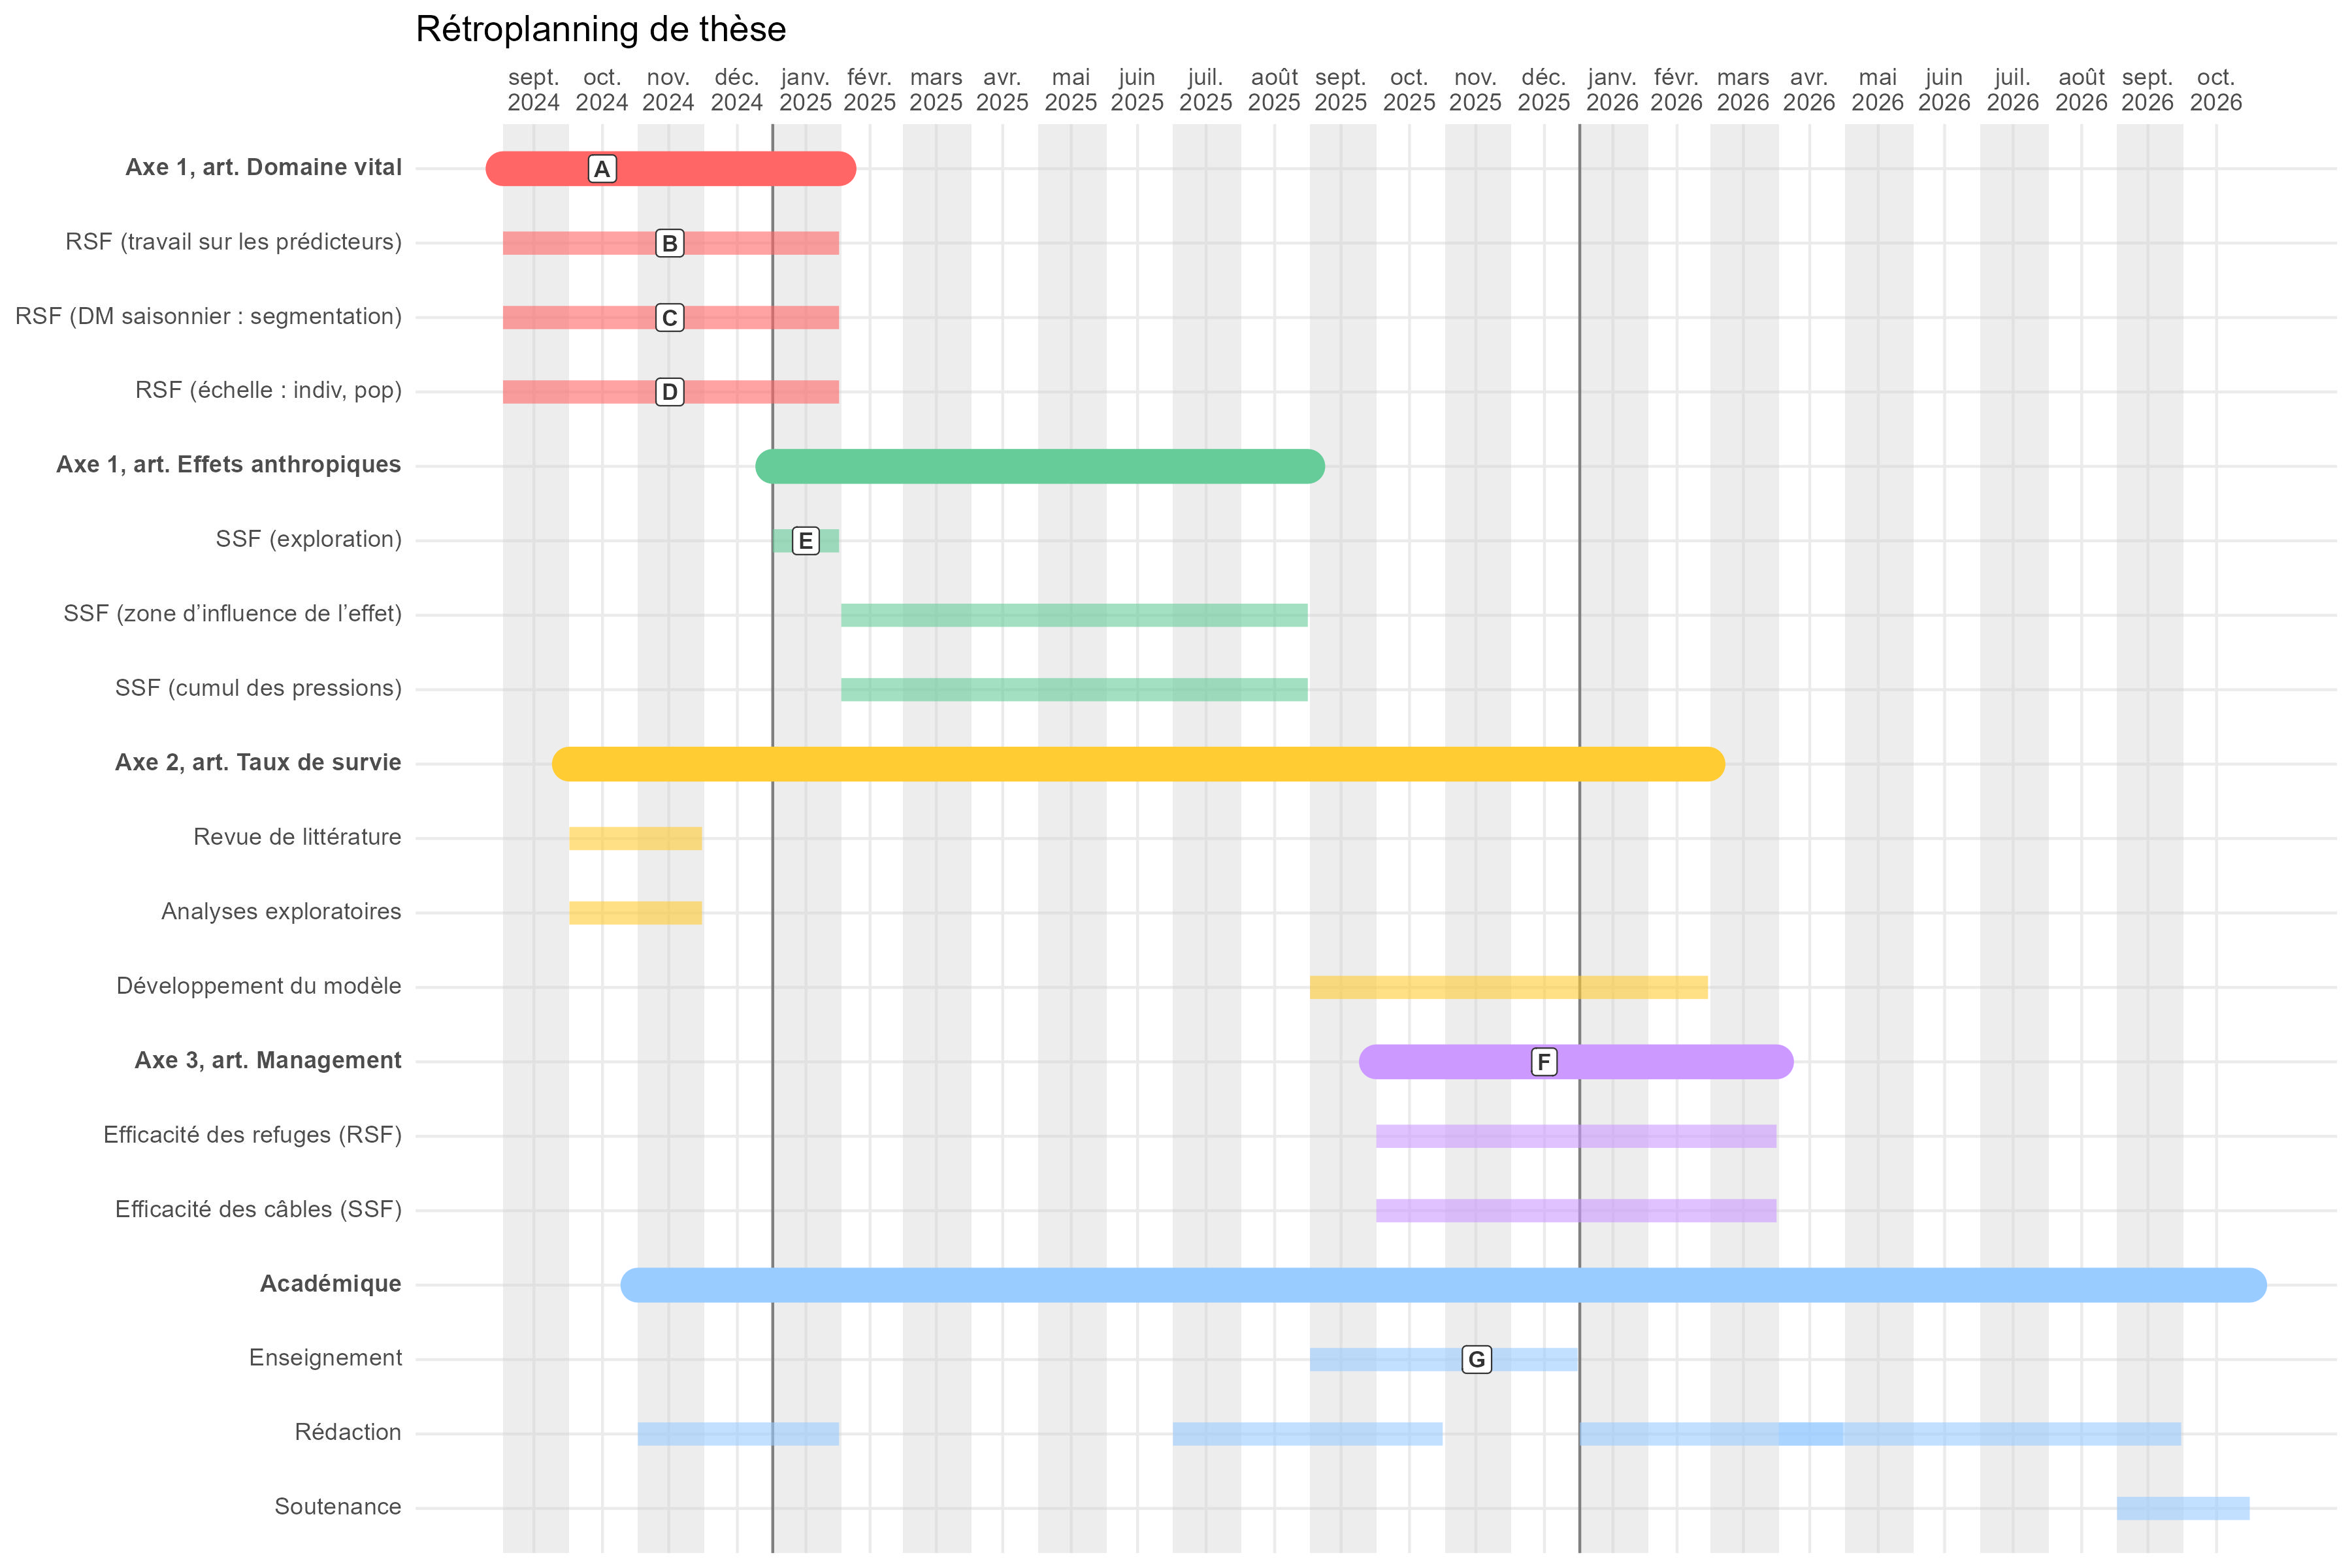 Rétroplanning de thèse
sept. oct. nov. déc. janv. févr. mars avr. mai juin juil. août sept. oct. nov. déc. janv. févr. mars avr. mai juin juil. août sept. oct.
2024 2024 2024 2024 2025 2025 2025 2025 2025 2025 2025 2025 2025 2025 2025 2025 2026 2026 2026 2026 2026 2026 2026 2026 2026 2026
Axe 1, art. Domaine vital A
RSF (travail sur les prédicteurs) B
RSF (DM saisonnier : segmentation) C
RSF (échelle : indiv, pop) D
Axe 1, art. Effets anthropiques
SSF (exploration) E
SSF (zone d’influence de l’effet)
SSF (cumul des pressions)
Axe 2, art. Taux de survie
Revue de littérature
Analyses exploratoires
Développement du modèle
Axe 3, art. Management F
Efficacité des refuges (RSF)
Efficacité des câbles (SSF)
Académique
Enseignement G
Rédaction
Soutenance